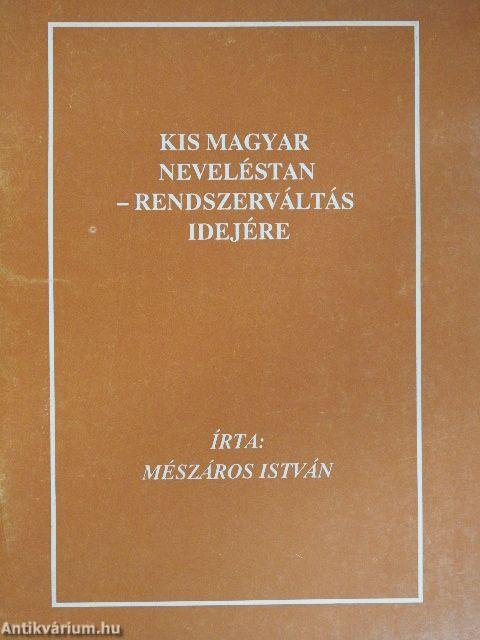 KIS MAGYAR
NEVELÉSTAN
– RENDSZERVÁLTÁS
IDEJÉRE
ÍRTA:
MÉSZÁROS ISTVÁN
Antikvárium.hu